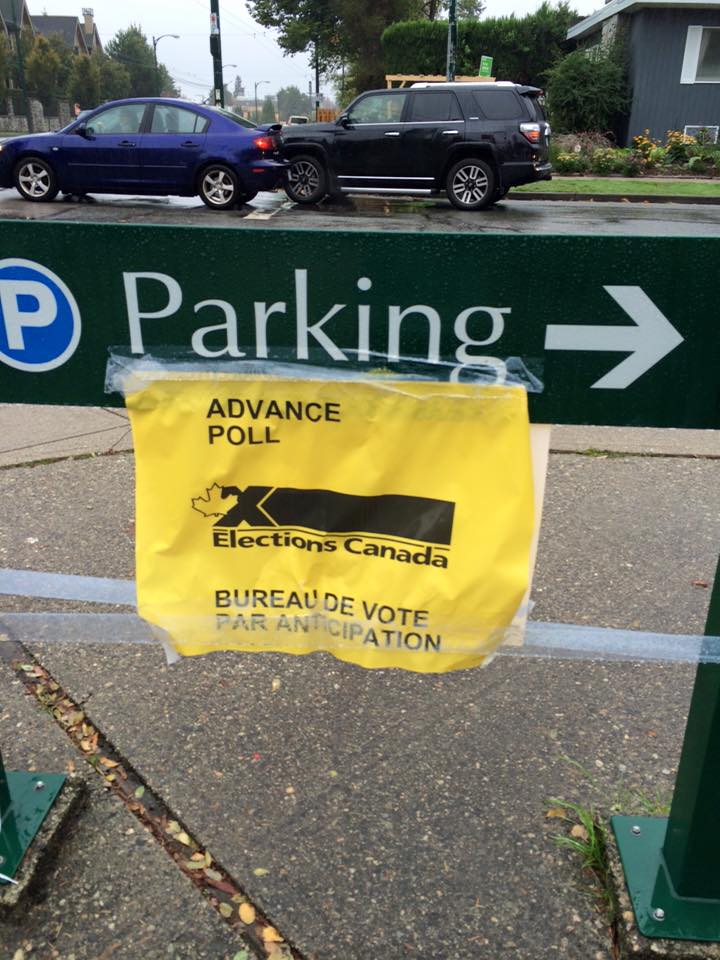 P Parking
ADVANCE
POLL
Elections Canada
BUREAU DE VOTE
PAR ANTICIPATION